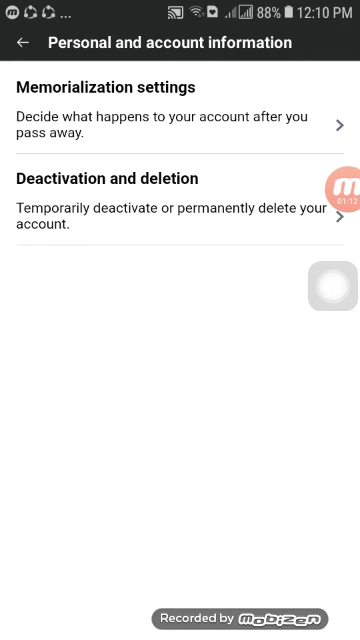 88% 12:10 PM
Personal and account information
Memorialization settings
Decide what happens to your account after you
pass away.
Deactivation and deletion
Temporarily deactivate or permanently delete your
account.
01:12
Recorded by mobizen